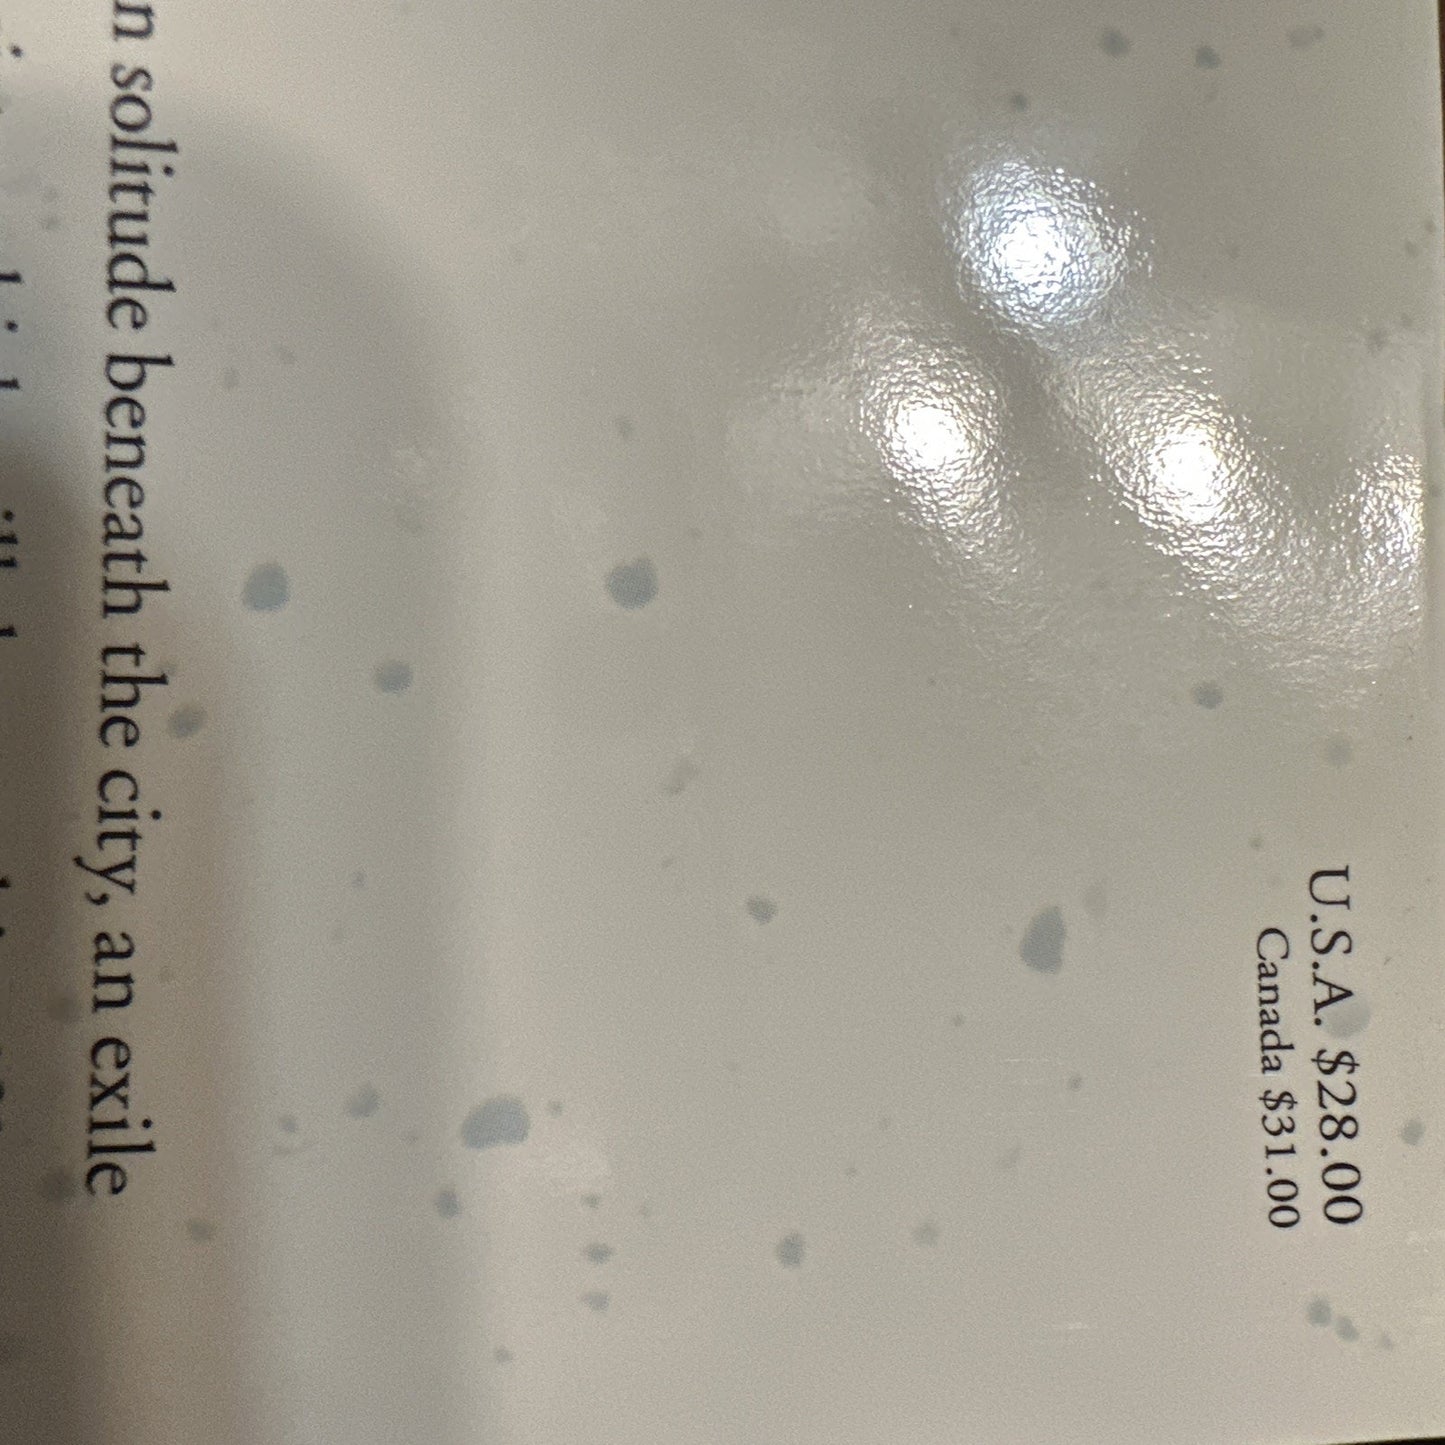 U.S.A. $28.00
Canada $31.00
n solitude beneath the city, an exile